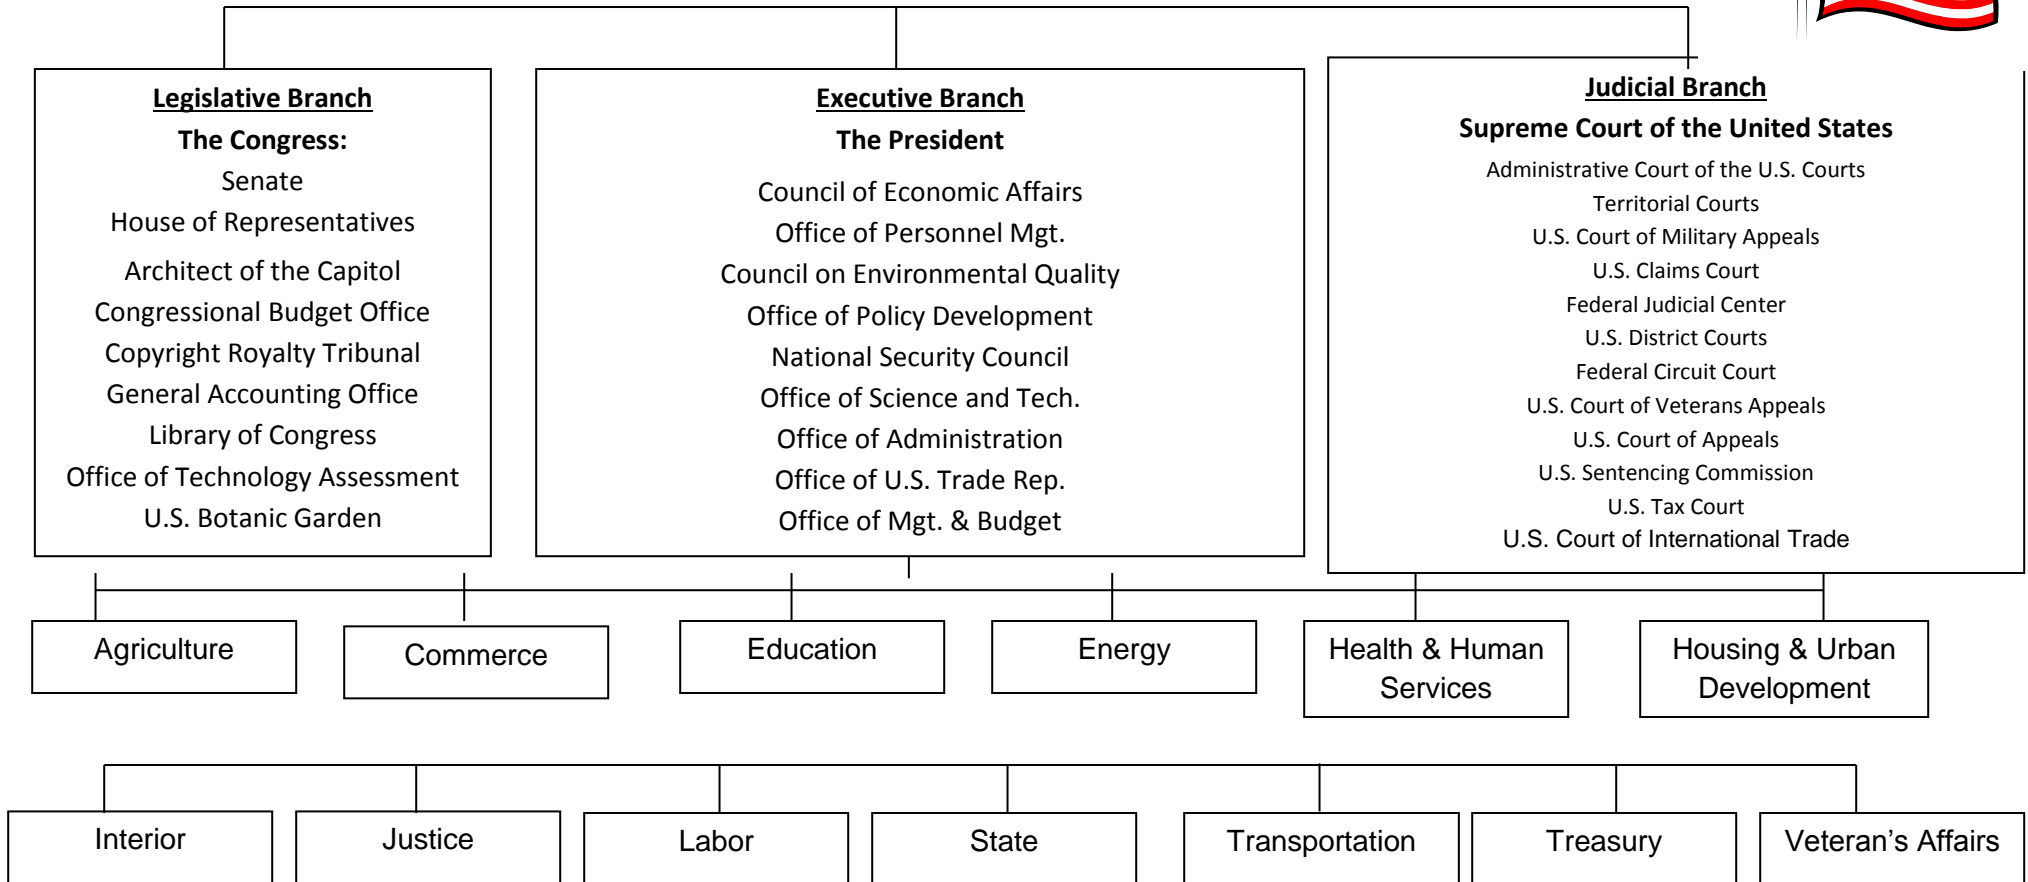 Legislative Branch
The Congress:
Senate
House of Representatives
Architect of the Capitol
Congressional Budget Office
Copyright Royalty Tribunal
General Accounting Office
Library of Congress
Office of Technology Assessment
U.S. Botanic Garden
Executive Branch
The President
Council of Economic Affairs
Office of Personnel Mgt.
Council on Environmental Quality
Office of Policy Development
National Security Council
Office of Science and Tech.
Office of Administration
Office of U.S. Trade Rep.
Office of Mgt. & Budget
Judicial Branch
Supreme Court of the United States
Administrative Court of the U.S. Courts
Territorial Courts
U.S. Court of Military Appeals
U.S. Claims Court
Federal Judicial Center
U.S. District Courts
Federal Circuit Court
U.S. Court of Veterans Appeals
U.S. Court of Appeals
U.S. Sentencing Commission
U.S. Tax Court
U.S. Court of International Trade
Agriculture
Commerce
Education
Energy
Health & Human
Services
Housing & Urban
Development
Interior
Justice
Labor
State
Transportation
Treasury
Veteran’s Affairs